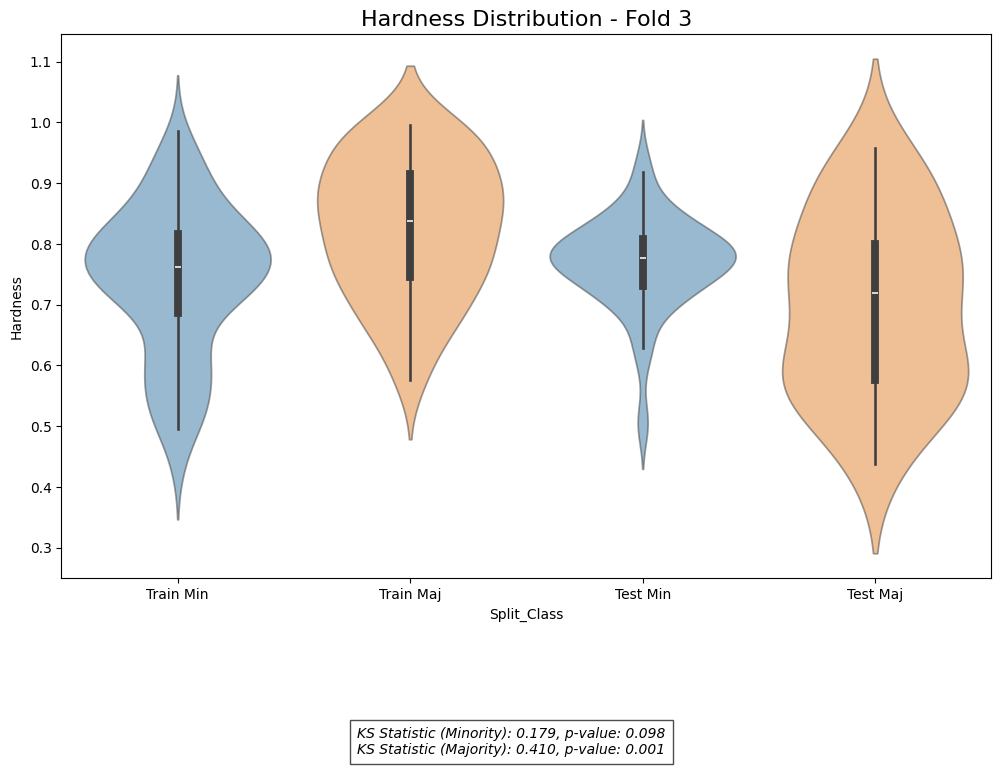 Hardness Distribution - Fold 3
1.1
1.0
0.9
0.8
0.7
0.6
0.5
0.4
0.3
Hardness
Train Min
Train Maj
Test Min
Test Maj
Split_Class
KS Statistic (Minority): 0.179, p-value: 0.098
KS Statistic (Majority): 0.410, p-value: 0.001